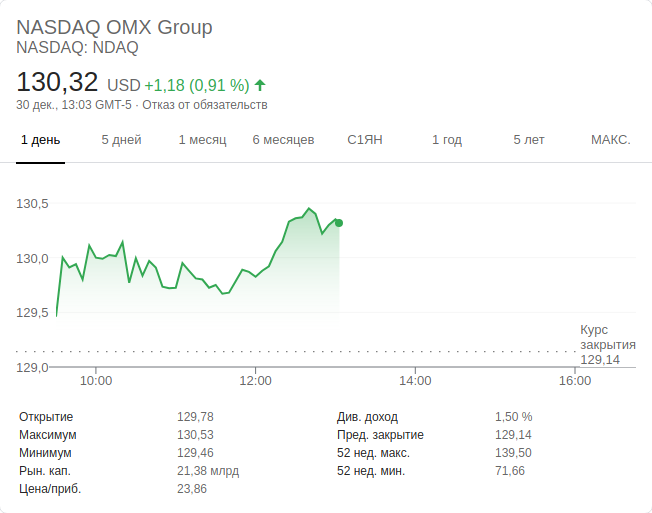 NASDAQ OMX Group
NASDAQ: NDAQ
130,32 USD +1,18 (0,91 %)
30 дек., 13:03 GMT-5 · Отказ от обязательств
1 день 5 дней 1 месяц 6 месяцев С1ЯН 1 год 5 лет МАКС.
130,5
130,0
129,5
129,0
Курс
закрытия
129,14
10:00 12:00 14:00 16:00
Открытие 129,78 Див. доход 1,50 %
Максимум 130,53 Пред. закрытие 129,14
Минимум 129,46 52 нед. макс. 139,50
Рын. кап. 21,38 млрд 52 нед. мин. 71,66
Цена/приб. 23,86